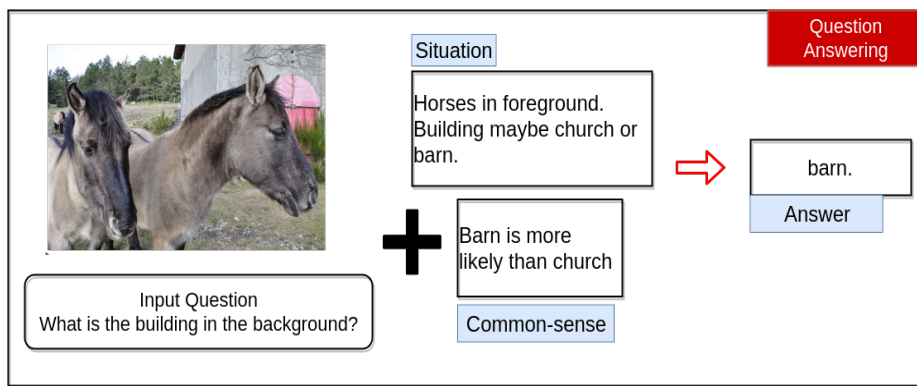 Question
Answering
Situation
Horses in foreground.
Building maybe church or
barn.
barn.
Answer
Barn is more
likely than church
Common-sense
Input Question
What is the building in the background?